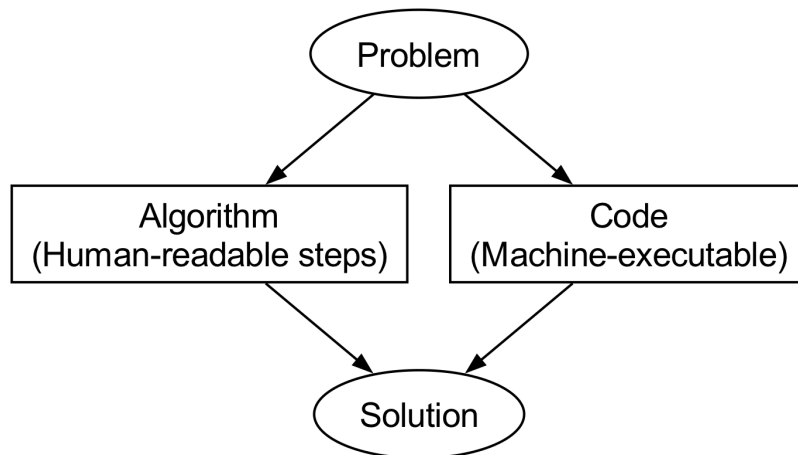 Problem
Algorithm
(Human-readable steps)
Code
(Machine-executable)
Solution